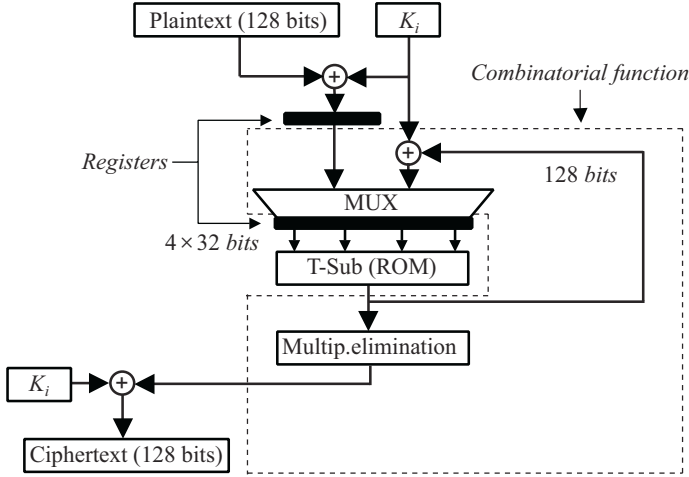 Plaintext (128 bits)
K_i
Combinatorial function
+
Registers
+
128 bits
MUX
4 × 32 bits
T-Sub (ROM)
Multip.elimination
K_i
+
Ciphertext (128 bits)